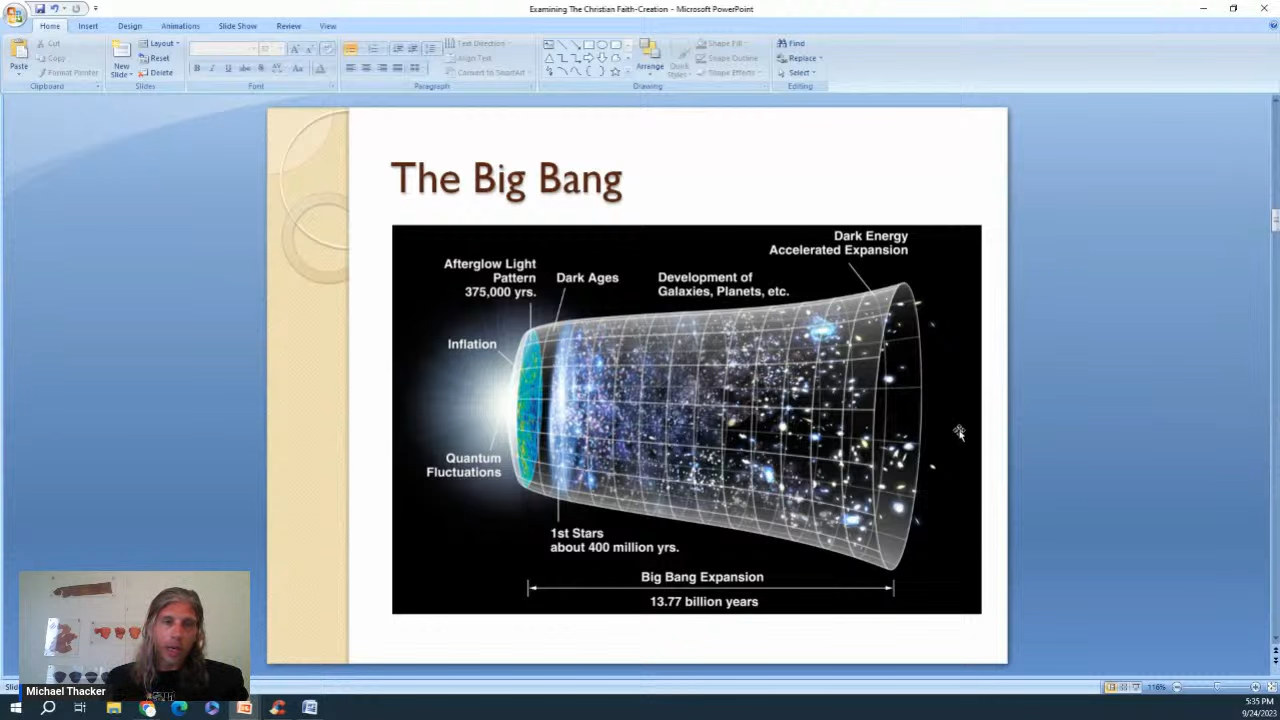 Examining The Christian Faith-Creation - Microsoft PowerPoint
Home Insert Design Animations Slide Show Review View
Cut
Copy
Format Painter
Paste
Clipboard
New
Slide
Layout
Reset
Delete
Slides
Font
Paragraph
Text Direction
Align Text
Convert to SmartArt
Arrange
Quick
Styles
Shape Fill
Shape Outline
Shape Effects
Drawing
Find
Replace
Select
Editing
The Big Bang
Dark Energy
Accelerated Expansion
Afterglow Light
Pattern
375,000 yrs.
Dark Ages
Development of
Galaxies, Planets, etc.
Inflation
Quantum
Fluctuations
1st Stars
about 400 million yrs.
Big Bang Expansion
13.77 billion years
Michael Thacker
116%
5:35 PM
9/24/2023